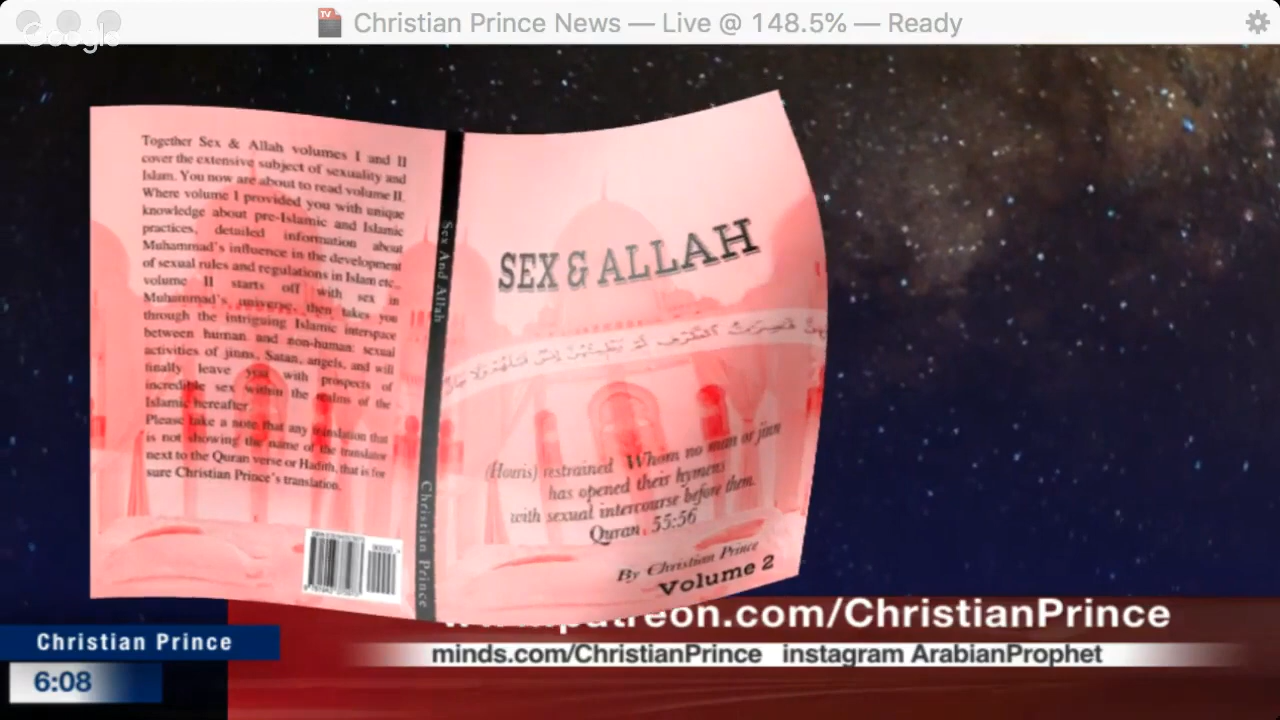 Christian Prince News — Live @ 148.5% — Ready
Google
Together Sex & Allah volumes I and II
cover the extensive subject of sexuality and
Islam. You now are about to read volume II.
Where volume I provided you with unique
knowledge about pre-Islamic and Islamic
practices, detailed information about
Muhammad's influence in the development
of sexual rules and regulations in Islam etc..
volume II starts off with sex in
Muhammad's universe, then takes you
through the intriguing Islamic interspace
between human and non-human: sexual
activities of jinns, Satan, angels, and will
finally leave you with prospects of
incredible sex within the realms of the
Islamic hereafter.
Please take a note that any translation that
is not showing the name of the translator
next to the Quran verse or Hadith, that is for
sure Christian Prince's translation.
Sex And Allah
Christian Prince
SEX & ALLAH
(Houris) restrained Whom no man or jinn
has opened their hymens
with sexual intercourse before them.
Quran, 55:56
By Christian Prince
Volume 2
patreon.com/ChristianPrince
minds.com/ChristianPrince instagram ArabianProphet
Christian Prince
6:08